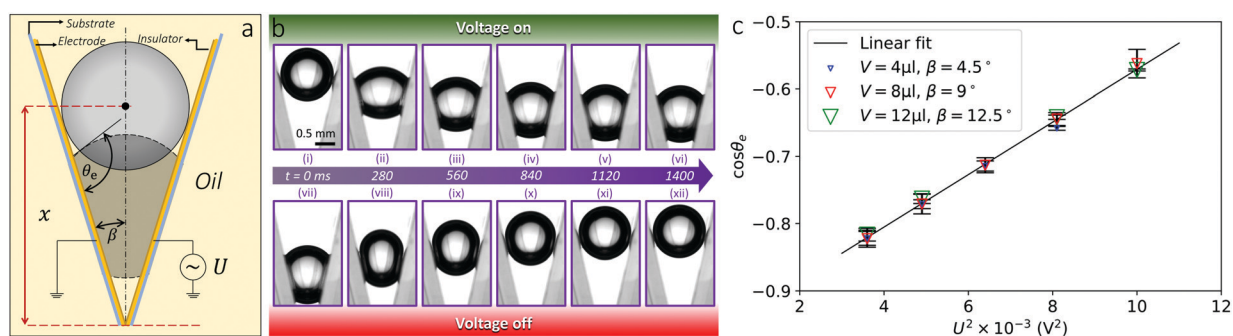 a
Substrate
Electrode
Insulator
θe
Oil
x
β
U
b
Voltage on
0.5 mm
(i) (ii) (iii) (iv) (v) (vi)
t = 0 ms 280 560 840 1120 1400
(vii) (viii) (ix) (x) (xi) (xii)
Voltage off
c
Linear fit
V = 4μl, β = 4.5°
V = 8μl, β = 9°
V = 12μl, β = 12.5°
cosθe
−0.5
−0.6
−0.7
−0.8
−0.9
2 4 6 8 10 12
U² × 10⁻³ (V²)